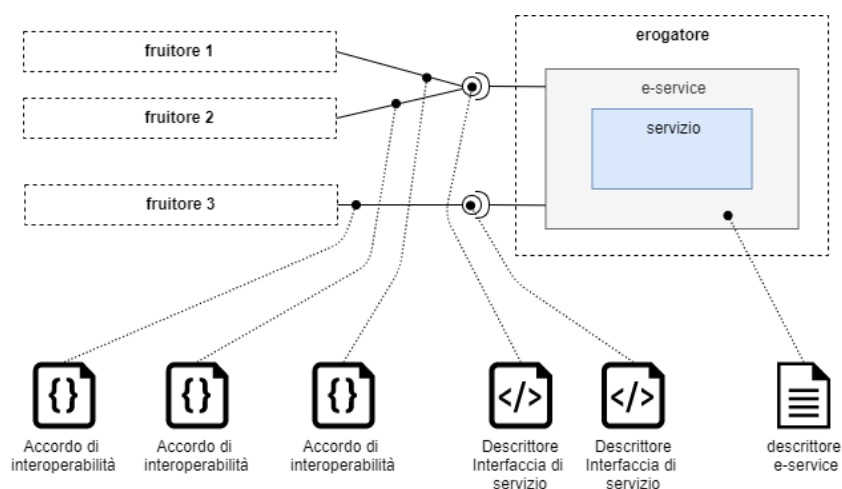 erogatore
fruitore 1
e-service
fruitore 2
servizio
fruitore 3
{}
{}
{}
</>
</>
Accordo di
interoperabilità
Accordo di
interoperabilità
Accordo di
interoperabilità
Descrittore
Interfaccia di
servizio
Descrittore
Interfaccia di
servizio
descrittore
e-service